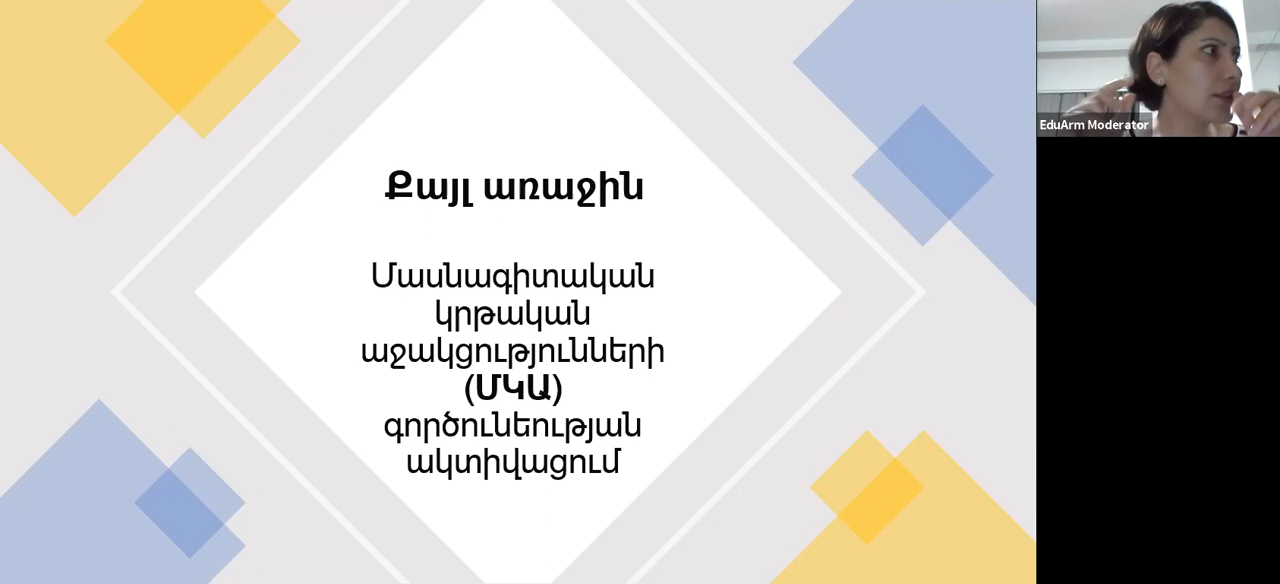 Քայլ առաջին
Մասնագիտական
կրթական
աջակցությունների
(ՄԿԱ)
գործունեության
ակտիվացում
EduArm Moderator